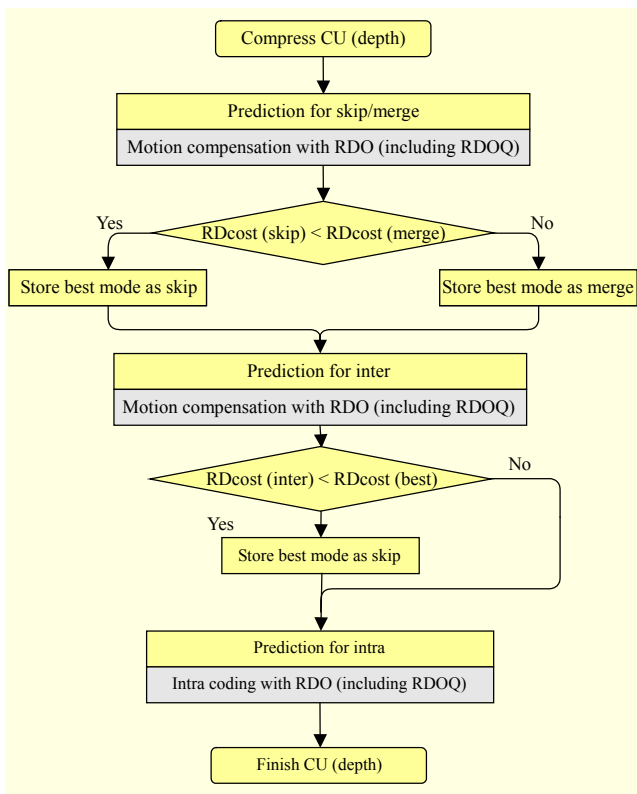 Compress CU (depth)
Prediction for skip/merge
Motion compensation with RDO (including RDOQ)
Yes
No
RDcost (skip) < RDcost (merge)
Store best mode as skip
Store best mode as merge
Prediction for inter
Motion compensation with RDO (including RDOQ)
No
RDcost (inter) < RDcost (best)
Yes
Store best mode as skip
Prediction for intra
Intra coding with RDO (including RDOQ)
Finish CU (depth)